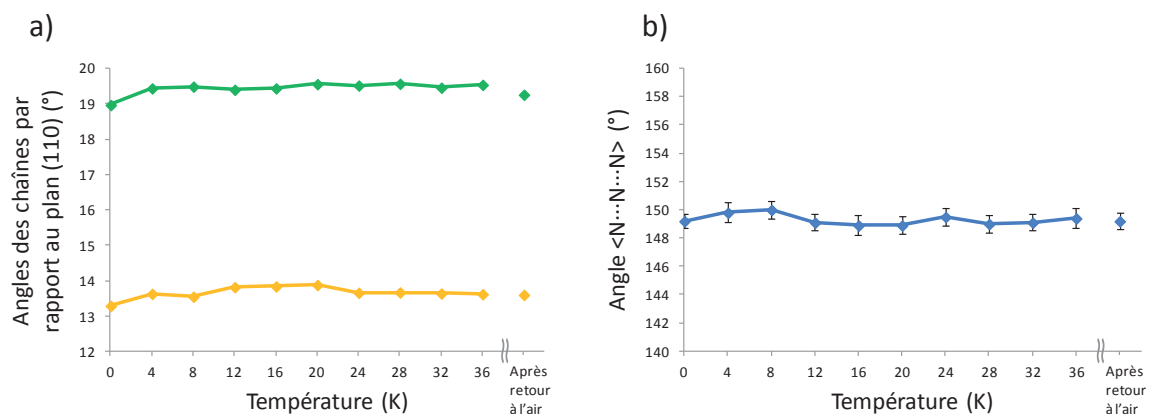 a)
Angles des chaînes par
rapport au plan (110) (°)
20
19
18
17
16
15
14
13
12
0 4 8 12 16 20 24 28 32 36 Après
retour
à l'air
Température (K)
b)
Angle <N···N···N> (°)
160
158
156
154
152
150
148
146
144
142
140
0 4 8 12 16 20 24 28 32 36 Après
retour
à l'air
Température (K)